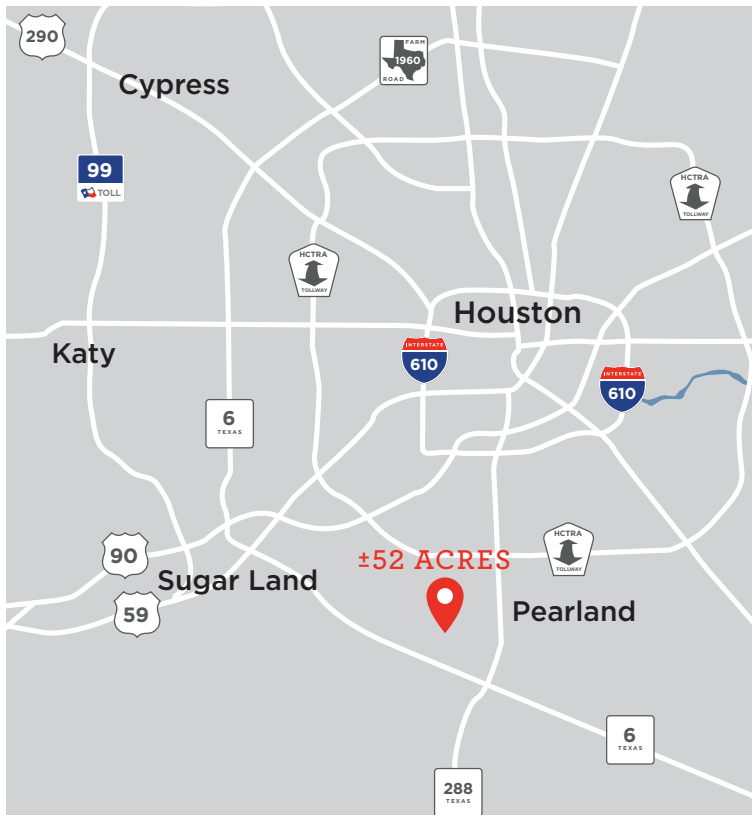 290
FARM
1960
ROAD
Cypress
99
TOLL
HCTRA
TOLLWAY
HCTRA
TOLLWAY
Houston
Katy
INTERSTATE
610
INTERSTATE
610
6
TEXAS
90
HCTRA
TOLLWAY
±52 ACRES
Sugar Land
59
Pearland
6
TEXAS
288
TEXAS